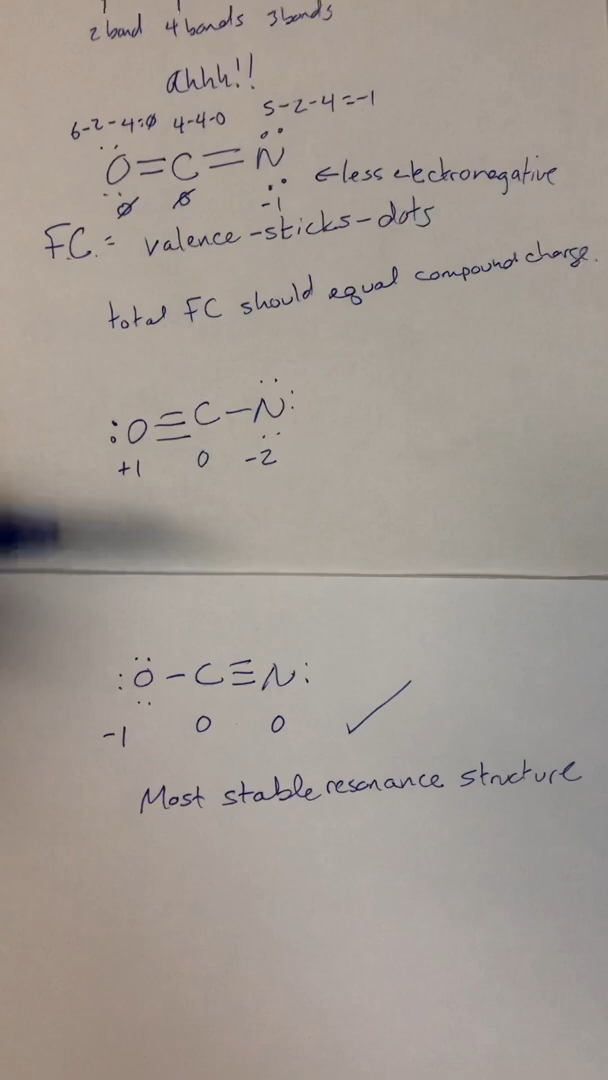 2 bond 4 bonds 3 bonds
ahhh!!
6-2-4=0 4-4-0 5-2-4=-1
O=C=N ←less electronegative
0 0 -1
F.C.= valence-sticks-dots
total FC should equal compound charge.
:O≡C-N:
+1 0 -2
:O-C≡N:
-1 0 0 ✓
Most stable resonance structure